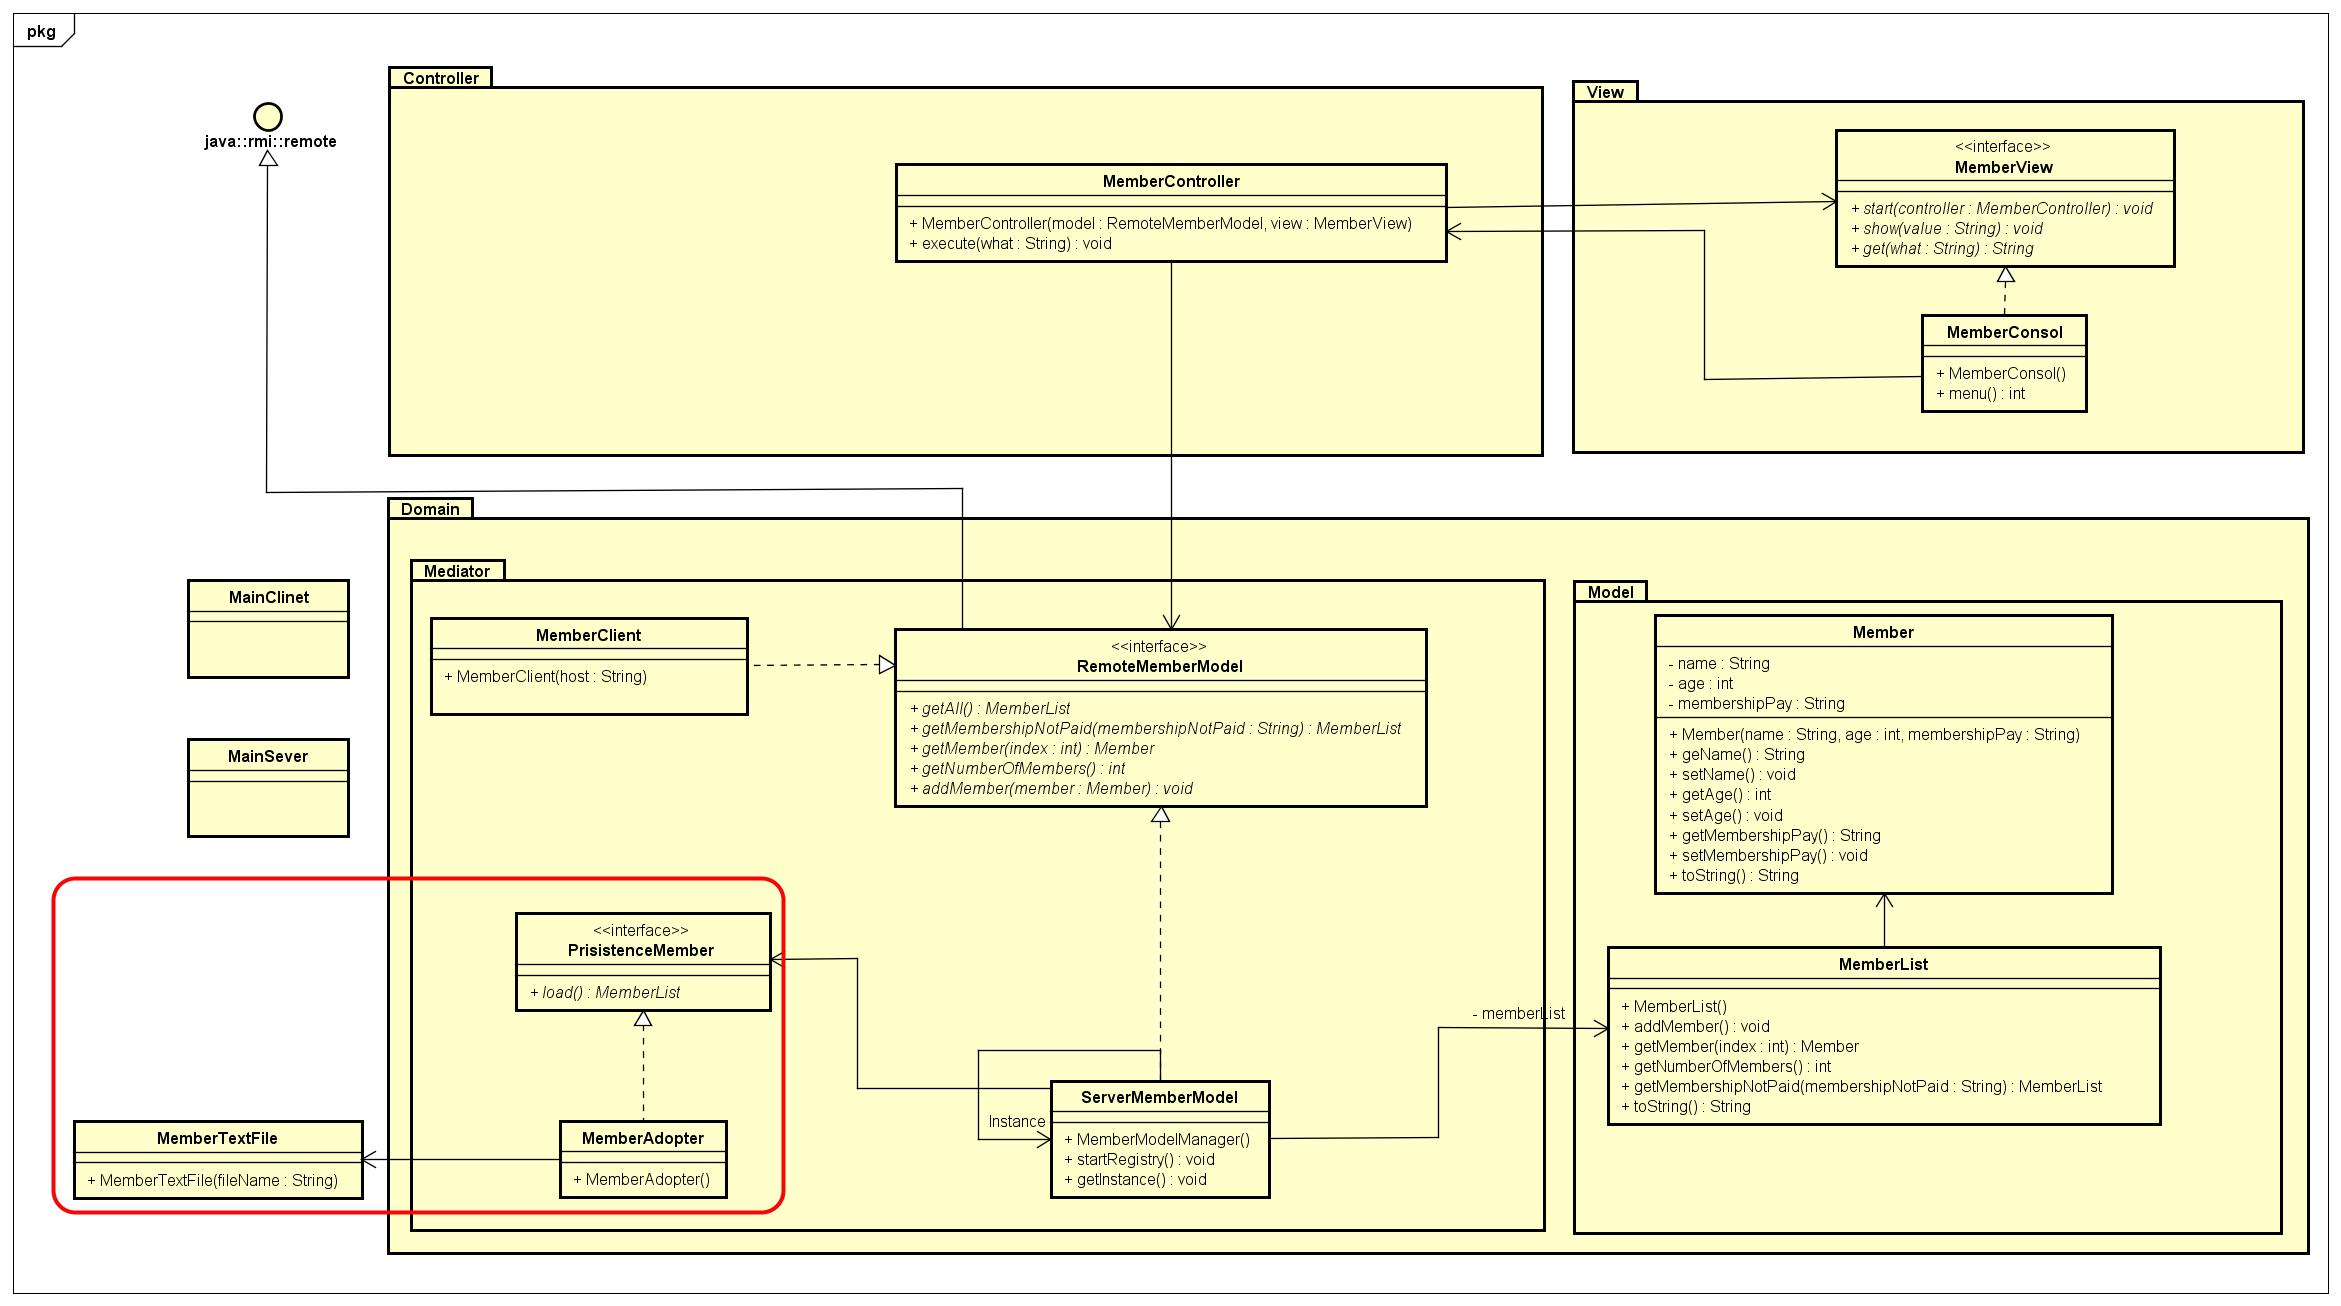 pkg
Controller
View
java::rmi::remote
MemberController
+ MemberController(model : RemoteMemberModel, view : MemberView)
+ execute(what : String) : void
<<interface>>
MemberView
+ start(controller : MemberController) : void
+ show(value : String) : void
+ get(what : String) : String
MemberConsol
+ MemberConsol()
+ menu() : int
Domain
Mediator
Model
MainClinet
MainSever
MemberClient
+ MemberClient(host : String)
<<interface>>
RemoteMemberModel
+ getAll() : MemberList
+ getMembershipNotPaid(membershipNotPaid : String) : MemberList
+ getMember(index : int) : Member
+ getNumberOfMembers() : int
+ addMember(member : Member) : void
Member
- name : String
- age : int
- membershipPay : String
+ Member(name : String, age : int, membershipPay : String)
+ geName() : String
+ setName() : void
+ getAge() : int
+ setAge() : void
+ getMembershipPay() : String
+ setMembershipPay() : void
+ toString() : String
<<interface>>
PrisistenceMember
+ load() : MemberList
- memberList
MemberList
+ MemberList()
+ addMember() : void
+ getMember(index : int) : Member
+ getNumberOfMembers() : int
+ getMembershipNotPaid(membershipNotPaid : String) : MemberList
+ toString() : String
MemberTextFile
+ MemberTextFile(fileName : String)
MemberAdopter
+ MemberAdopter()
Instance
ServerMemberModel
+ MemberModelManager()
+ startRegistry() : void
+ getInstance() : void